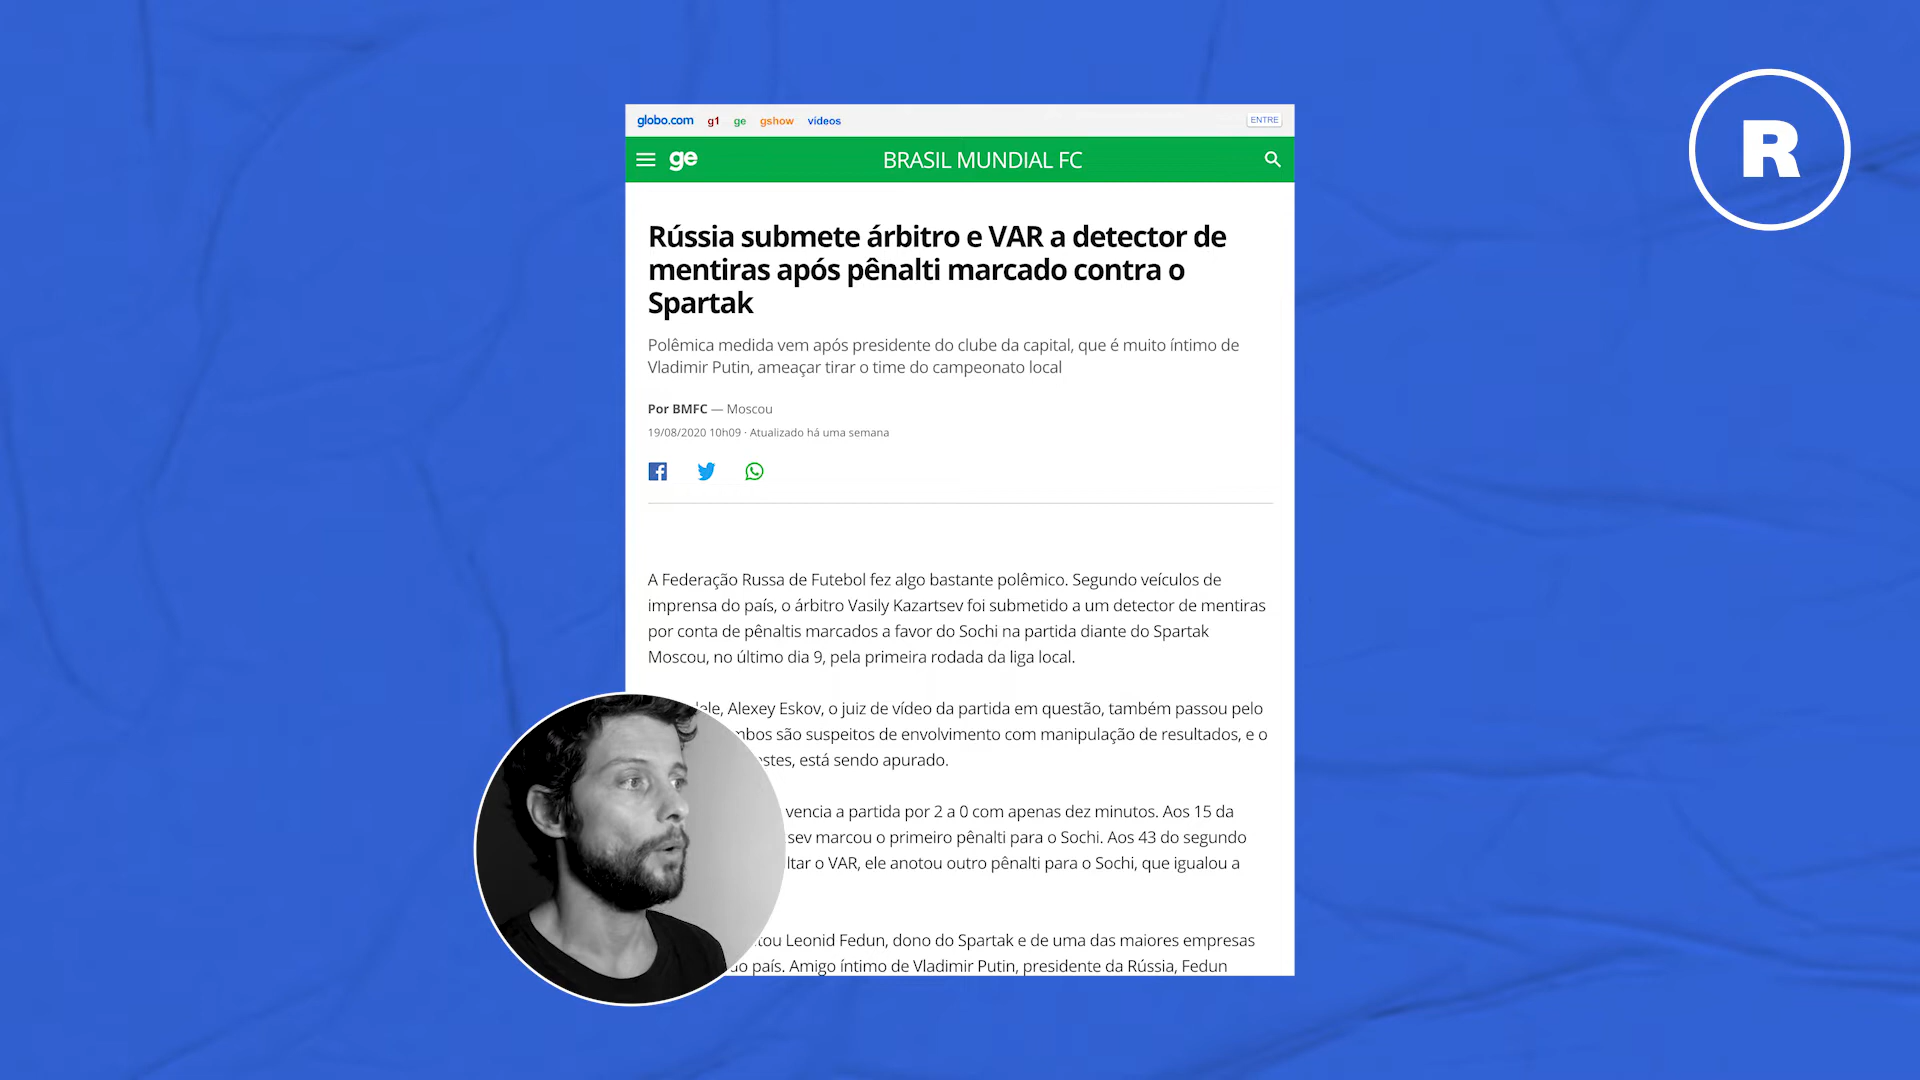 globo.com g1 ge gshow vídeos ENTRE
ge BRASIL MUNDIAL FC
R
Rússia submete árbitro e VAR a detector de
mentiras após pênalti marcado contra o
Spartak
Polêmica medida vem após presidente do clube da capital, que é muito íntimo de
Vladimir Putin, ameaçar tirar o time do campeonato local
Por BMFC — Moscou
19/08/2020 10h09 · Atualizado há uma semana
A Federação Russa de Futebol fez algo bastante polêmico. Segundo veículos de
imprensa do país, o árbitro Vasily Kazartsev foi submetido a um detector de mentiras
por conta de pênaltis marcados a favor do Sochi na partida diante do Spartak
Moscou, no último dia 9, pela primeira rodada da liga local.
Alexey Eskov, o juiz de vídeo da partida em questão, também passou pelo
são suspeitos de envolvimento com manipulação de resultados, e o
está sendo apurado.
vencia a partida por 2 a 0 com apenas dez minutos. Aos 15 da
sev marcou o primeiro pênalti para o Sochi. Aos 43 do segundo
ltar o VAR, ele anotou outro pênalti para o Sochi, que igualou a
tou Leonid Fedun, dono do Spartak e de uma das maiores empresas
do país. Amigo íntimo de Vladimir Putin, presidente da Rússia, Fedun